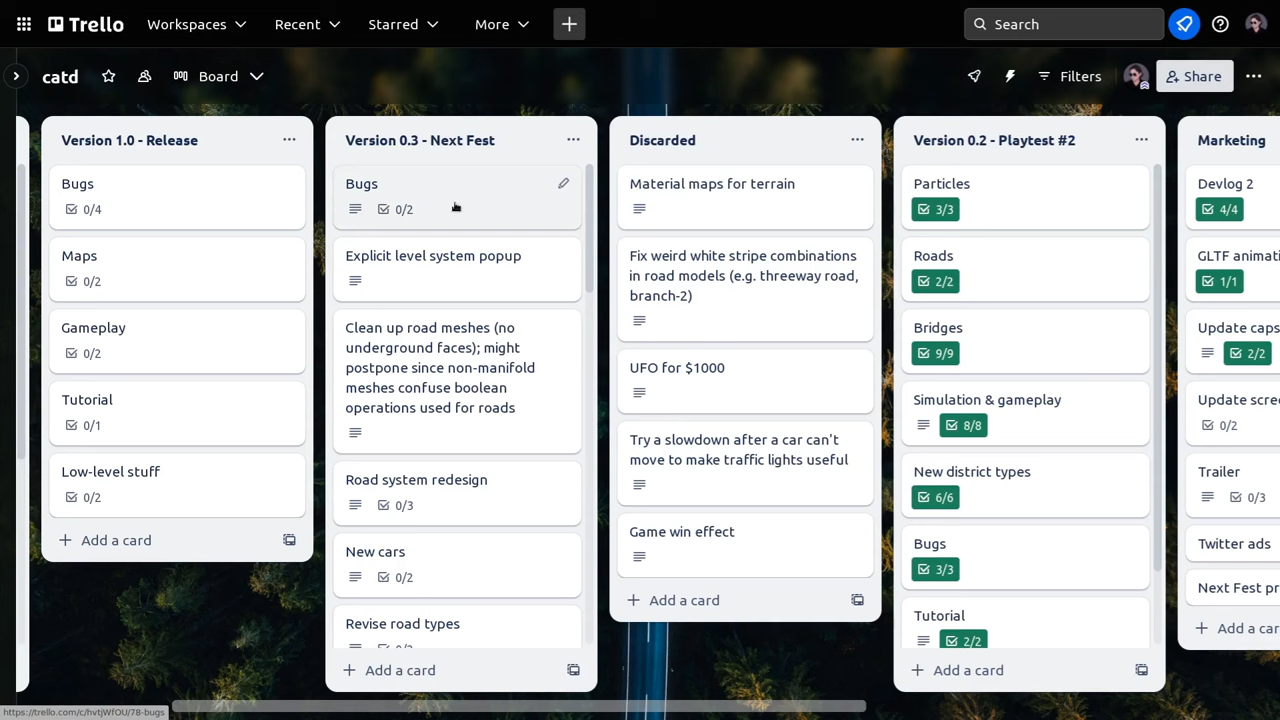 Trello
Workspaces
Recent
Starred
More
Search
catd
Board
Filters
Share
Version 1.0 - Release
Bugs
0/4
Maps
0/2
Gameplay
0/2
Tutorial
0/1
Low-level stuff
0/2
Add a card
Version 0.3 - Next Fest
Bugs
0/2
Explicit level system popup
Clean up road meshes (no
underground faces); might
postpone since non-manifold
meshes confuse boolean
operations used for roads
Road system redesign
0/3
New cars
0/2
Revise road types
Add a card
Discarded
Material maps for terrain
Fix weird white stripe combinations
in road models (e.g. threeway road,
branch-2)
UFO for $1000
Try a slowdown after a car can't
move to make traffic lights useful
Game win effect
Add a card
Version 0.2 - Playtest #2
Particles
3/3
Roads
2/2
Bridges
9/9
Simulation & gameplay
8/8
New district types
6/6
Bugs
3/3
Tutorial
2/2
Add a card
Marketing
Devlog 2
4/4
GLTF animati
1/1
Update caps
2/2
Update scre
0/2
Trailer
0/3
Twitter ads
Next Fest pr
Add a car
https://trello.com/c/hvtjWfOU/78-bugs